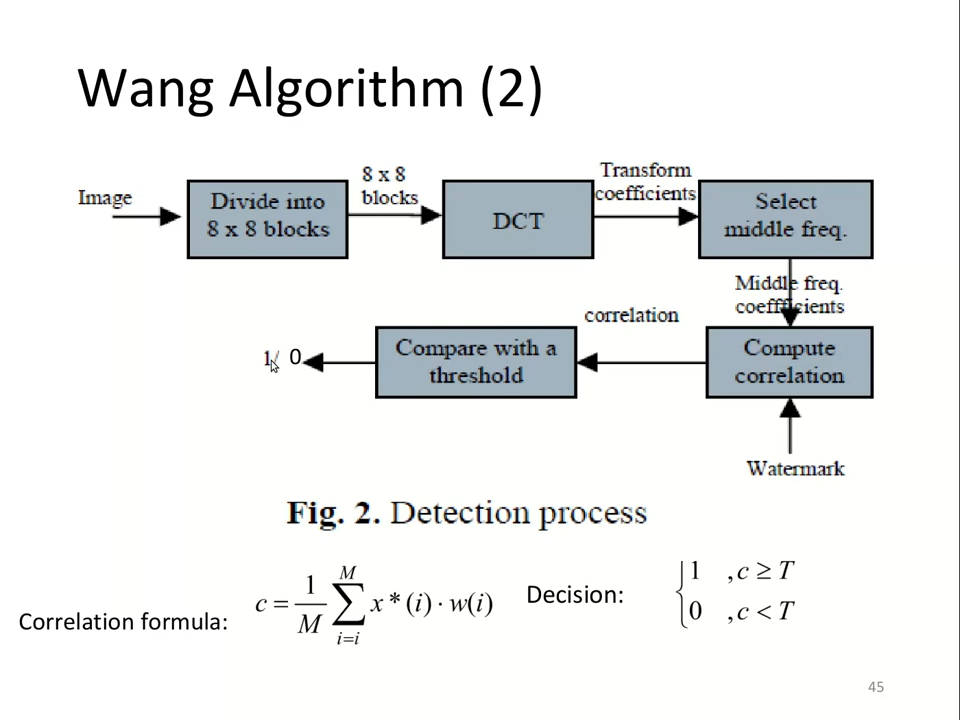 Wang Algorithm (2)
Image
Divide into
8 x 8 blocks
8 x 8
blocks
DCT
Transform
coefficients
Select
middle freq.
Middle freq.
coeffficients
Compute
correlation
Watermark
correlation
Compare with a
threshold
1/ 0
Fig. 2. Detection process
Correlation formula:
c = 1/M ∑_{i=i}^{M} x * (i) · w(i)
Decision:
{1 , c ≥ T
0 , c < T
45